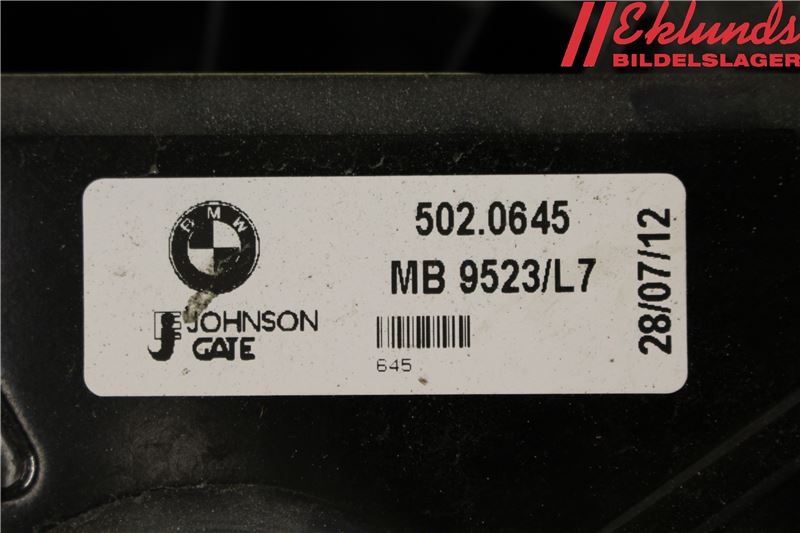 Eklunds
BILDELSLAGER
BMW
502.0645
MB 9523/L7
28/07/12
JOHNSON
GATE
645